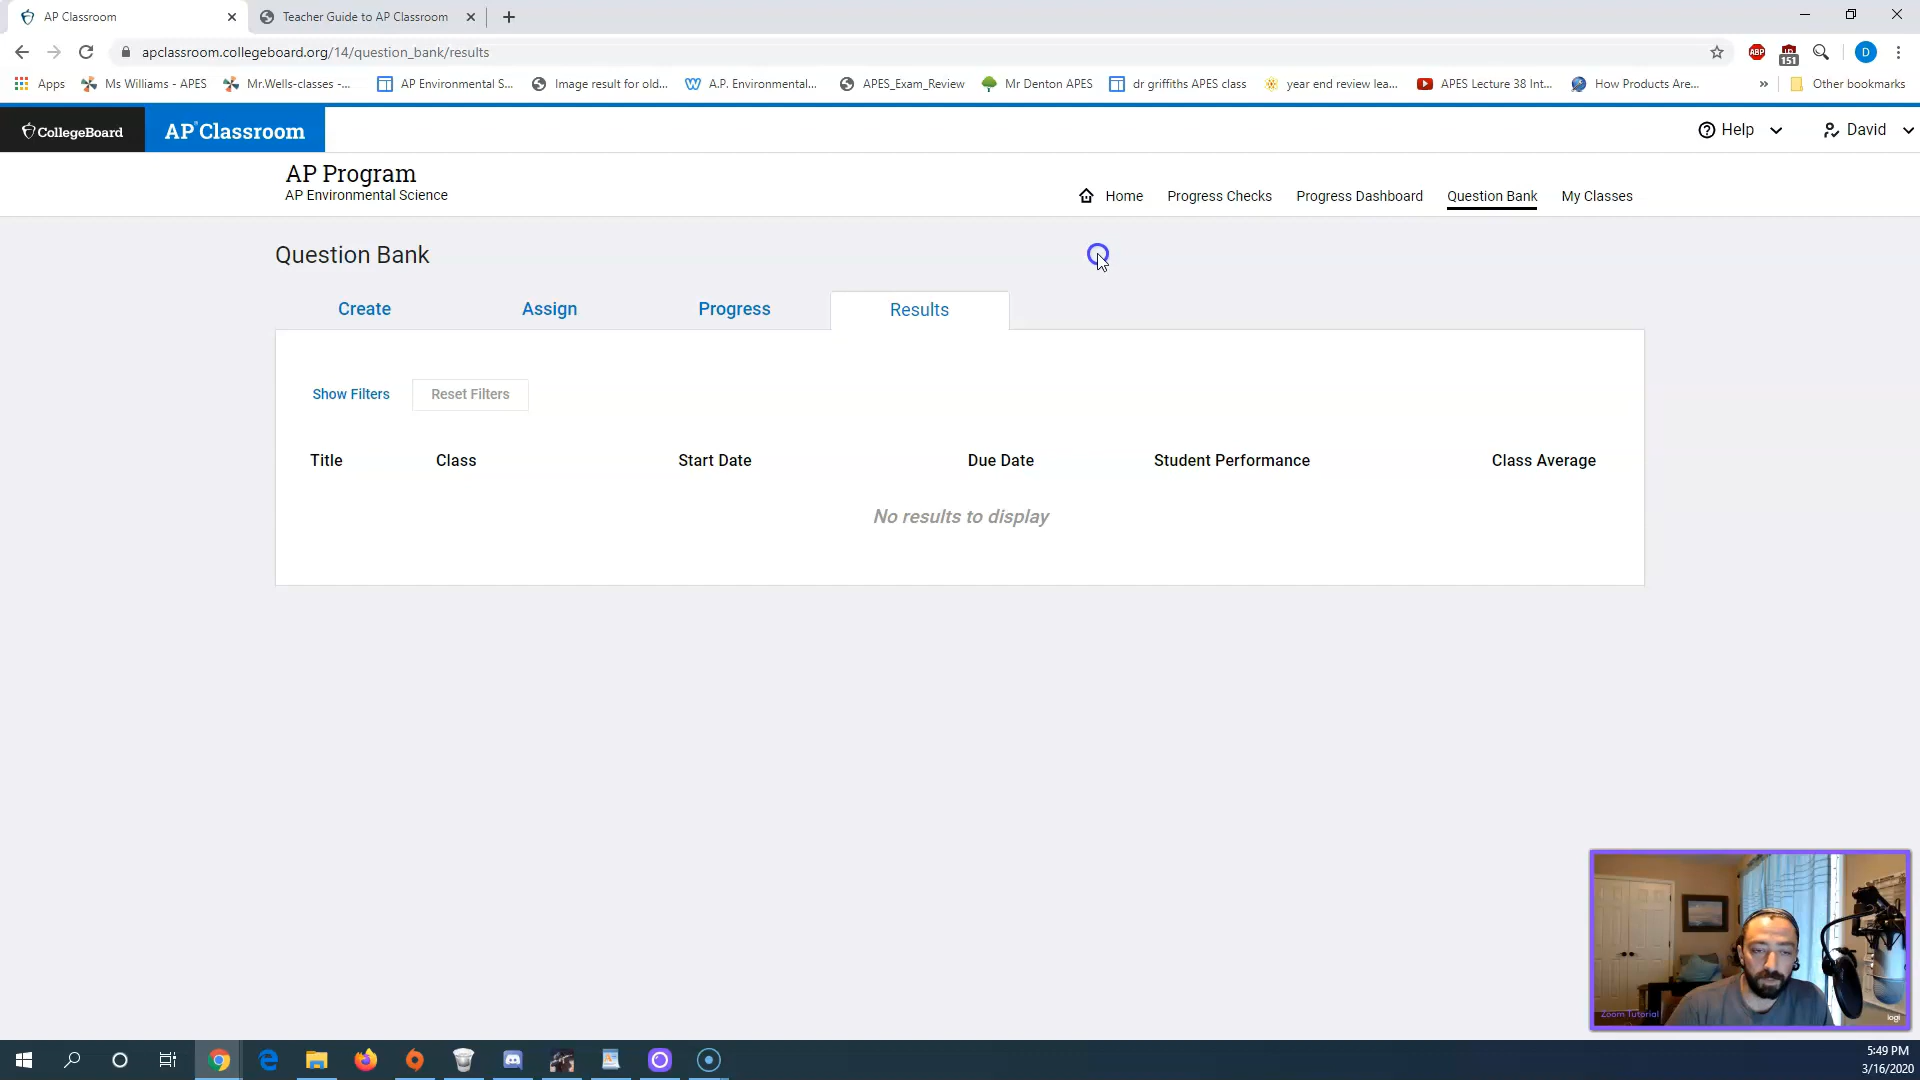 AP Classroom
Teacher Guide to AP Classroom
apclassroom.collegeboard.org/14/question_bank/results
ABP
151
D
Apps
Ms Williams - APES
Mr.Wells-classes -...
AP Environmental S...
Image result for old...
A.P. Environmental...
APES_Exam_Review
Mr Denton APES
dr griffiths APES class
year end review lea...
APES Lecture 38 Int...
How Products Are...
»
Other bookmarks
CollegeBoard
AP Classroom
Help
David
AP Program
AP Environmental Science
Home
Progress Checks
Progress Dashboard
Question Bank
My Classes
Question Bank
Create
Assign
Progress
Results
Show Filters
Reset Filters
Title
Class
Start Date
Due Date
Student Performance
Class Average
No results to display
Zoom Tutorial
logi
5:49 PM
3/16/2020